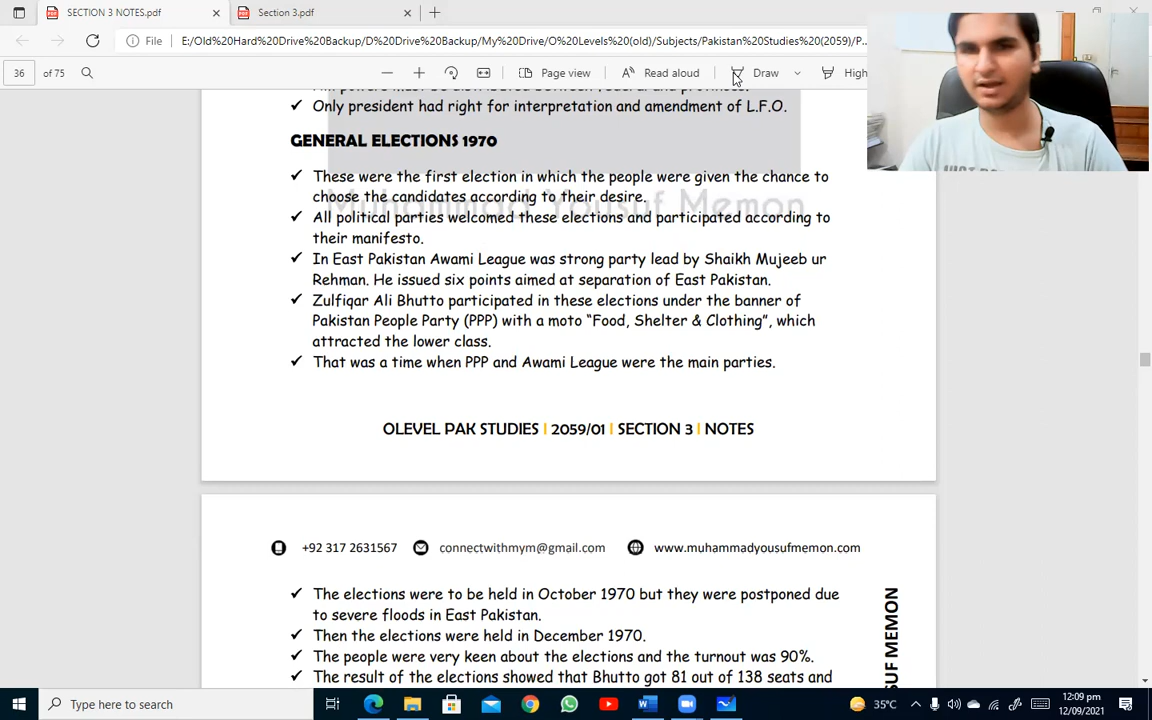 SECTION 3 NOTES.pdf
Section 3.pdf
File
E:/Old%20Hard%20Drive%20Backup/D%20Drive%20Backup/My%20Drive/O%20Levels%20(old)/Subjects/Pakistan%20Studies%20(2059)/P...
36 of 75
Page view
Read aloud
Draw
High
Only president had right for interpretation and amendment of L.F.O.
GENERAL ELECTIONS 1970
✓ These were the first election in which the people were given the chance to
choose the candidates according to their desire.
Muhammad Yousuf Memon
✓ All political parties welcomed these elections and participated according to
their manifesto.
✓ In East Pakistan Awami League was strong party lead by Shaikh Mujeeb ur
Rehman. He issued six points aimed at separation of East Pakistan.
✓ Zulfiqar Ali Bhutto participated in these elections under the banner of
Pakistan People Party (PPP) with a moto “Food, Shelter & Clothing”, which
attracted the lower class.
✓ That was a time when PPP and Awami League were the main parties.
OLEVEL PAK STUDIES | 2059/01 | SECTION 3 | NOTES
+92 317 2631567 connectwithmym@gmail.com www.muhammadyousufmemon.com
✓ The elections were to be held in October 1970 but they were postponed due
to severe floods in East Pakistan.
✓ Then the elections were held in December 1970.
✓ The people were very keen about the elections and the turnout was 90%.
✓ The result of the elections showed that Bhutto got 81 out of 138 seats and
SUF MEMON
Type here to search
35°C
12:09 pm
12/09/2021